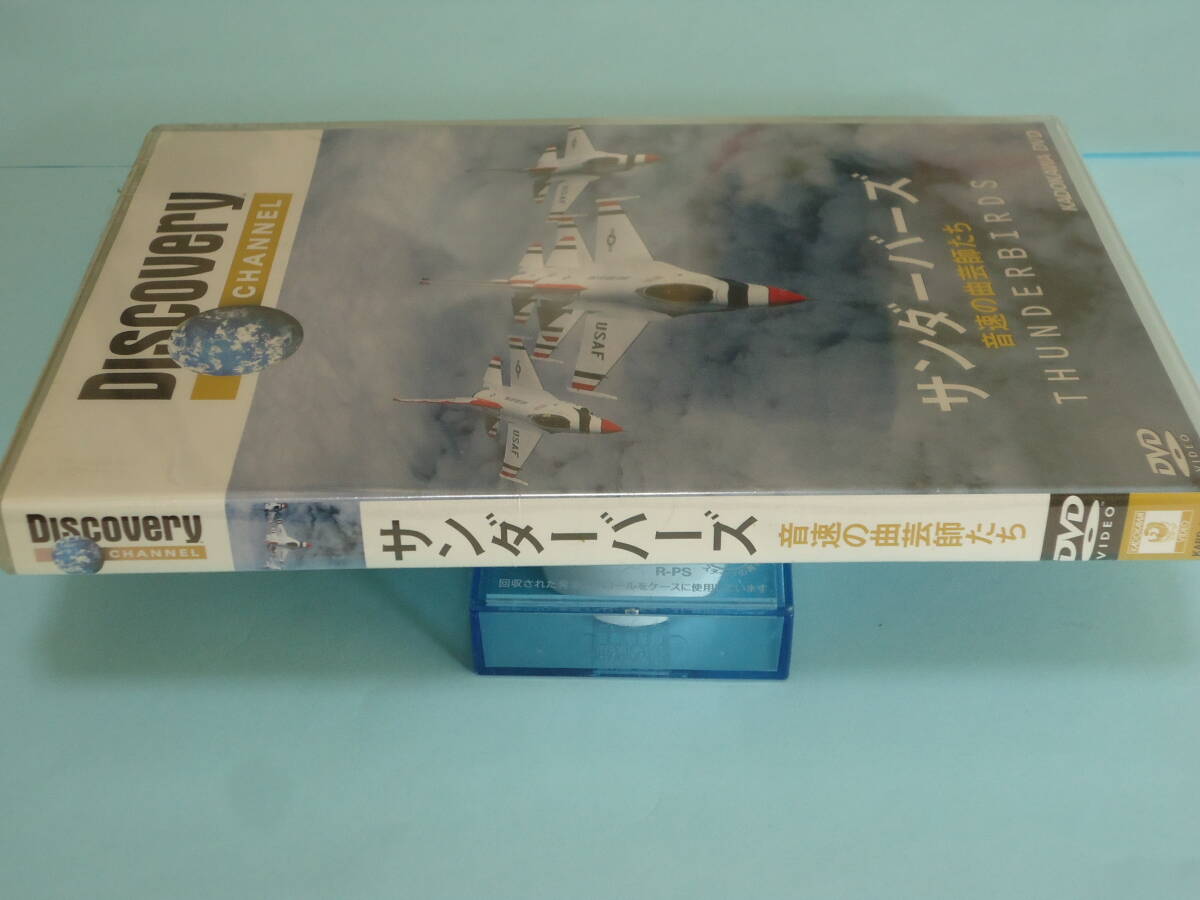 Discovery
CHANNEL
USAF
USAF
サンダーバーズ
音速の曲芸師たち
THUNDERBIRDS
KADOKAWA DVD
DVD
VIDEO
Discovery
CHANNEL
サンダーバーズ
音速の曲芸師たち
DVD
VIDEO
R-PS